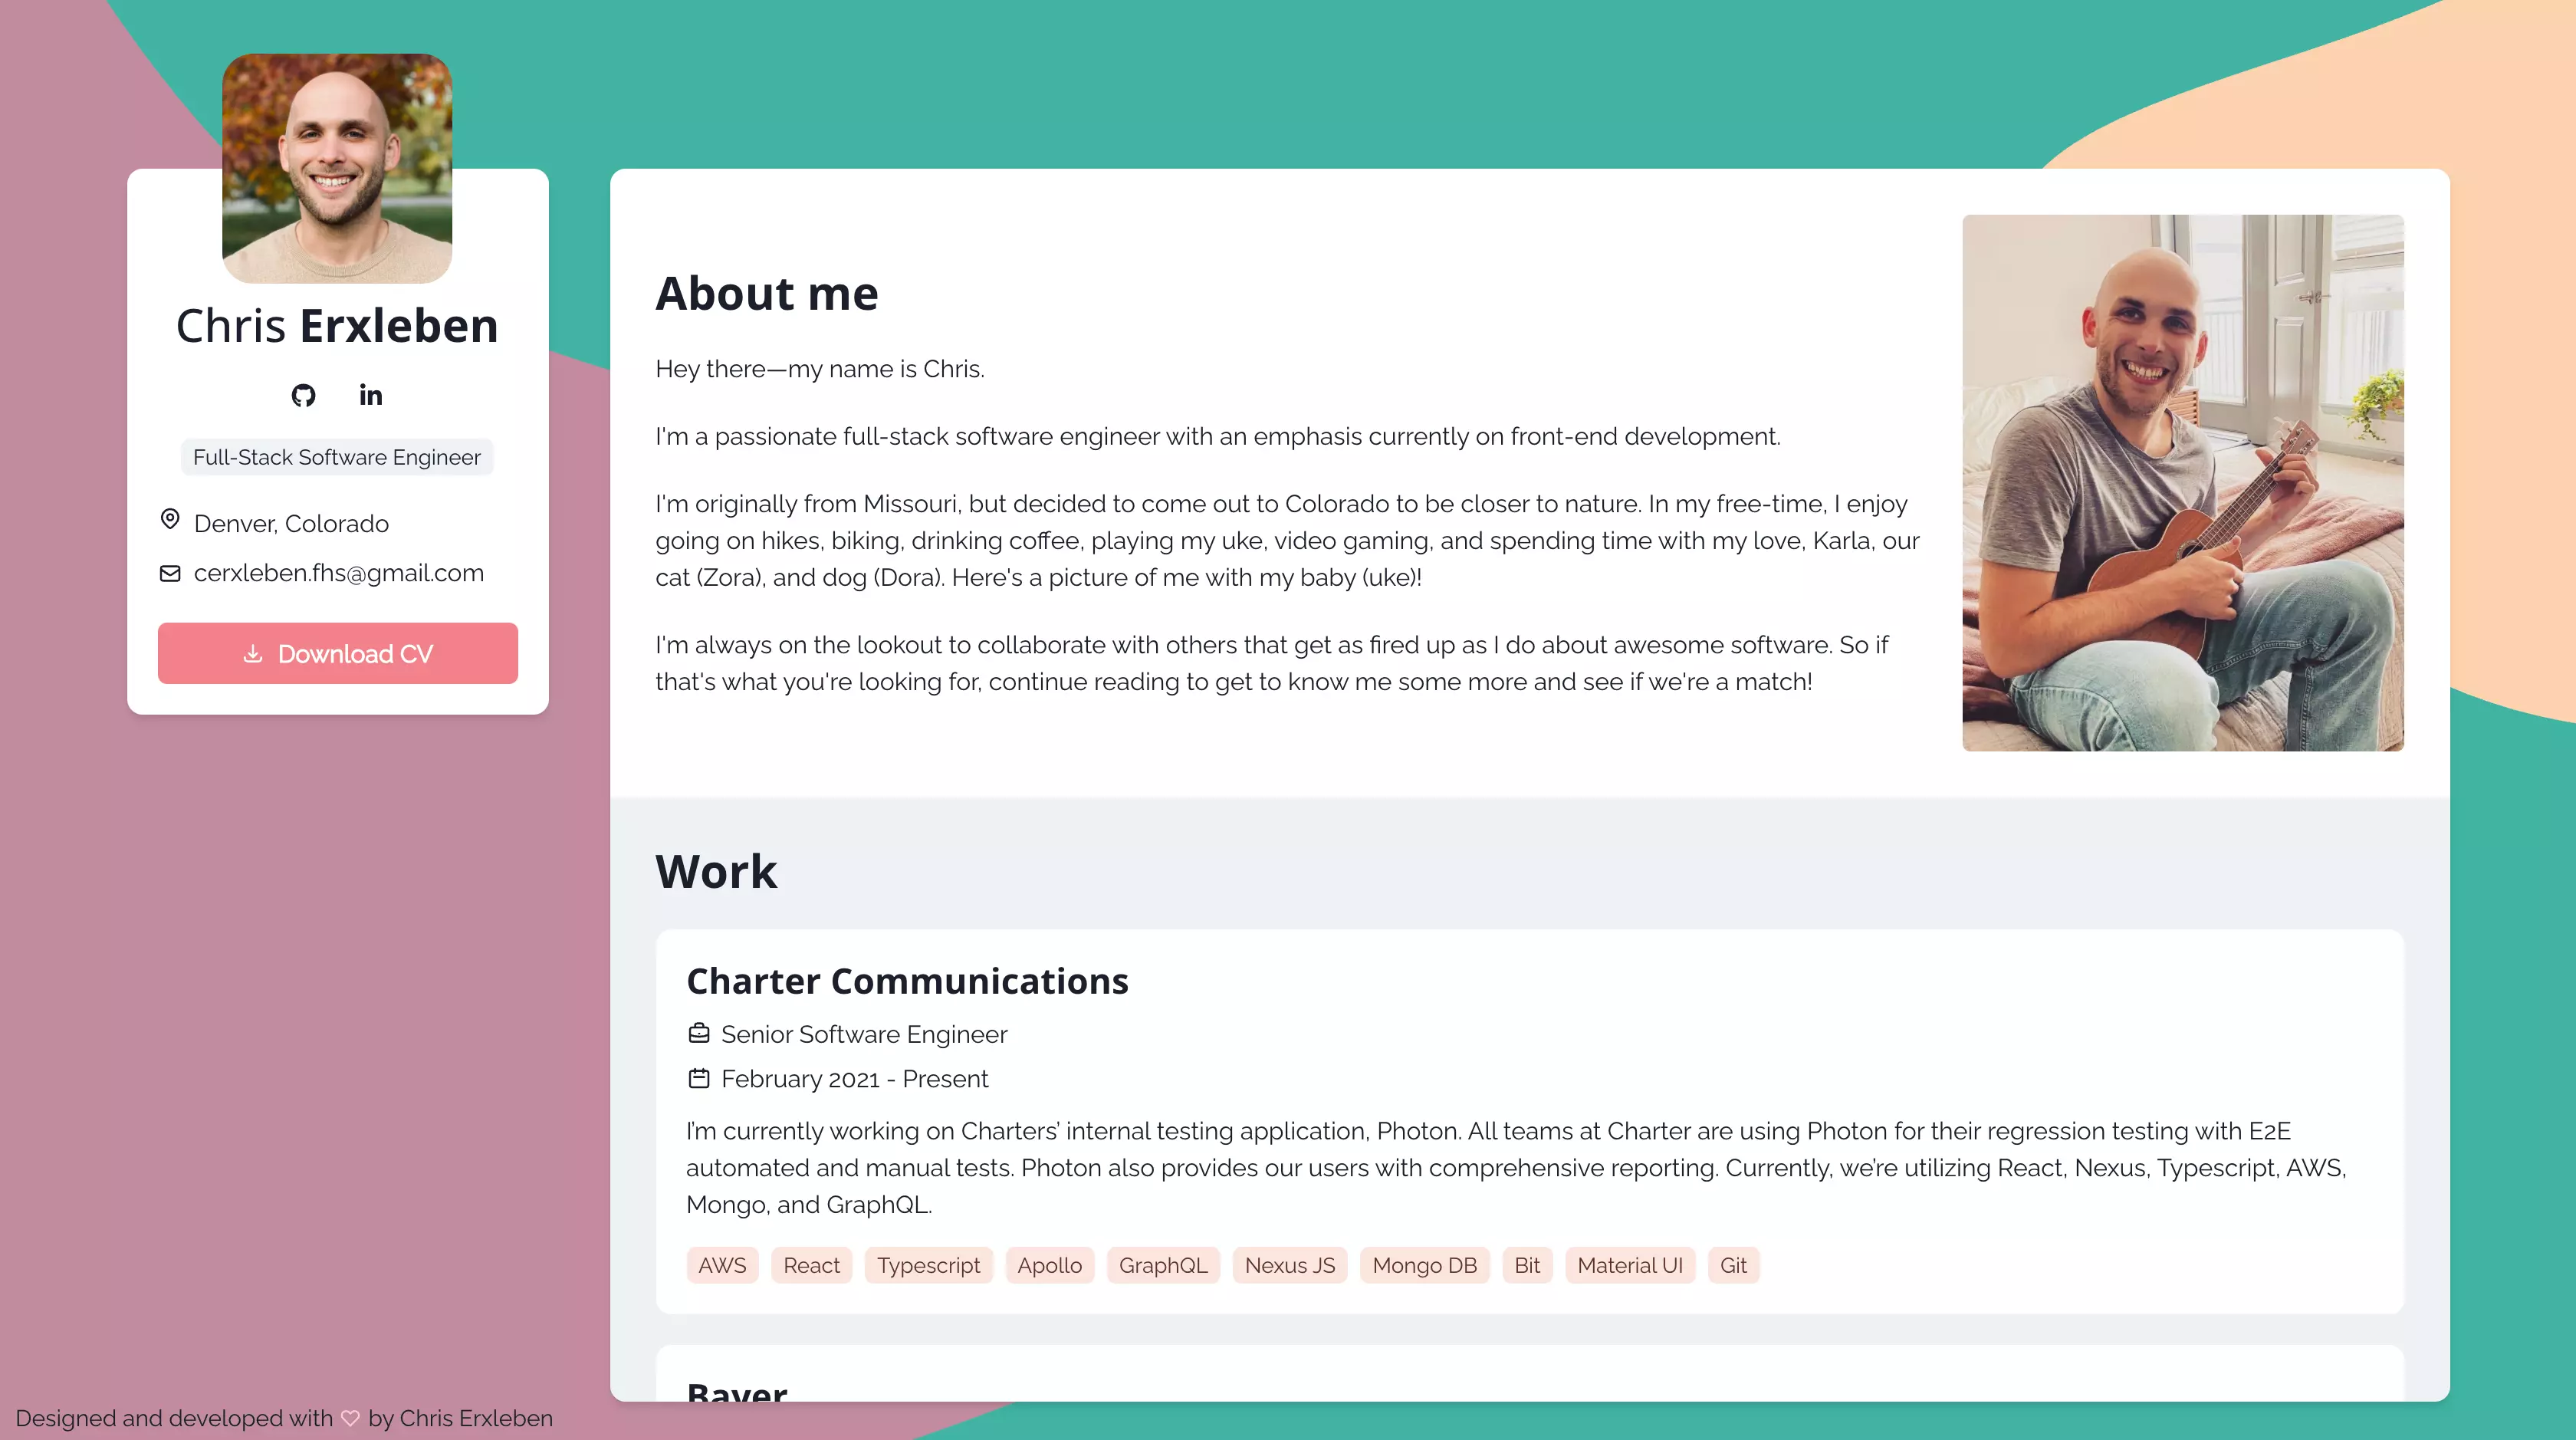 Chris Erxleben
in
Full-Stack Software Engineer
Denver, Colorado
cerxleben.fhs@gmail.com
Download CV
About me
Hey there—my name is Chris.
I'm a passionate full-stack software engineer with an emphasis currently on front-end development.
I'm originally from Missouri, but decided to come out to Colorado to be closer to nature. In my free-time, I enjoy
going on hikes, biking, drinking coffee, playing my uke, video gaming, and spending time with my love, Karla, our
cat (Zora), and dog (Dora). Here's a picture of me with my baby (uke)!
I'm always on the lookout to collaborate with others that get as fired up as I do about awesome software. So if
that's what you're looking for, continue reading to get to know me some more and see if we're a match!
Work
Charter Communications
Senior Software Engineer
February 2021 - Present
I’m currently working on Charters’ internal testing application, Photon. All teams at Charter are using Photon for their regression testing with E2E
automated and manual tests. Photon also provides our users with comprehensive reporting. Currently, we’re utilizing React, Nexus, Typescript, AWS,
Mongo, and GraphQL.
AWS React Typescript Apollo GraphQL Nexus JS Mongo DB Bit Material UI Git
Bayer
Designed and developed with ♡ by Chris Erxleben